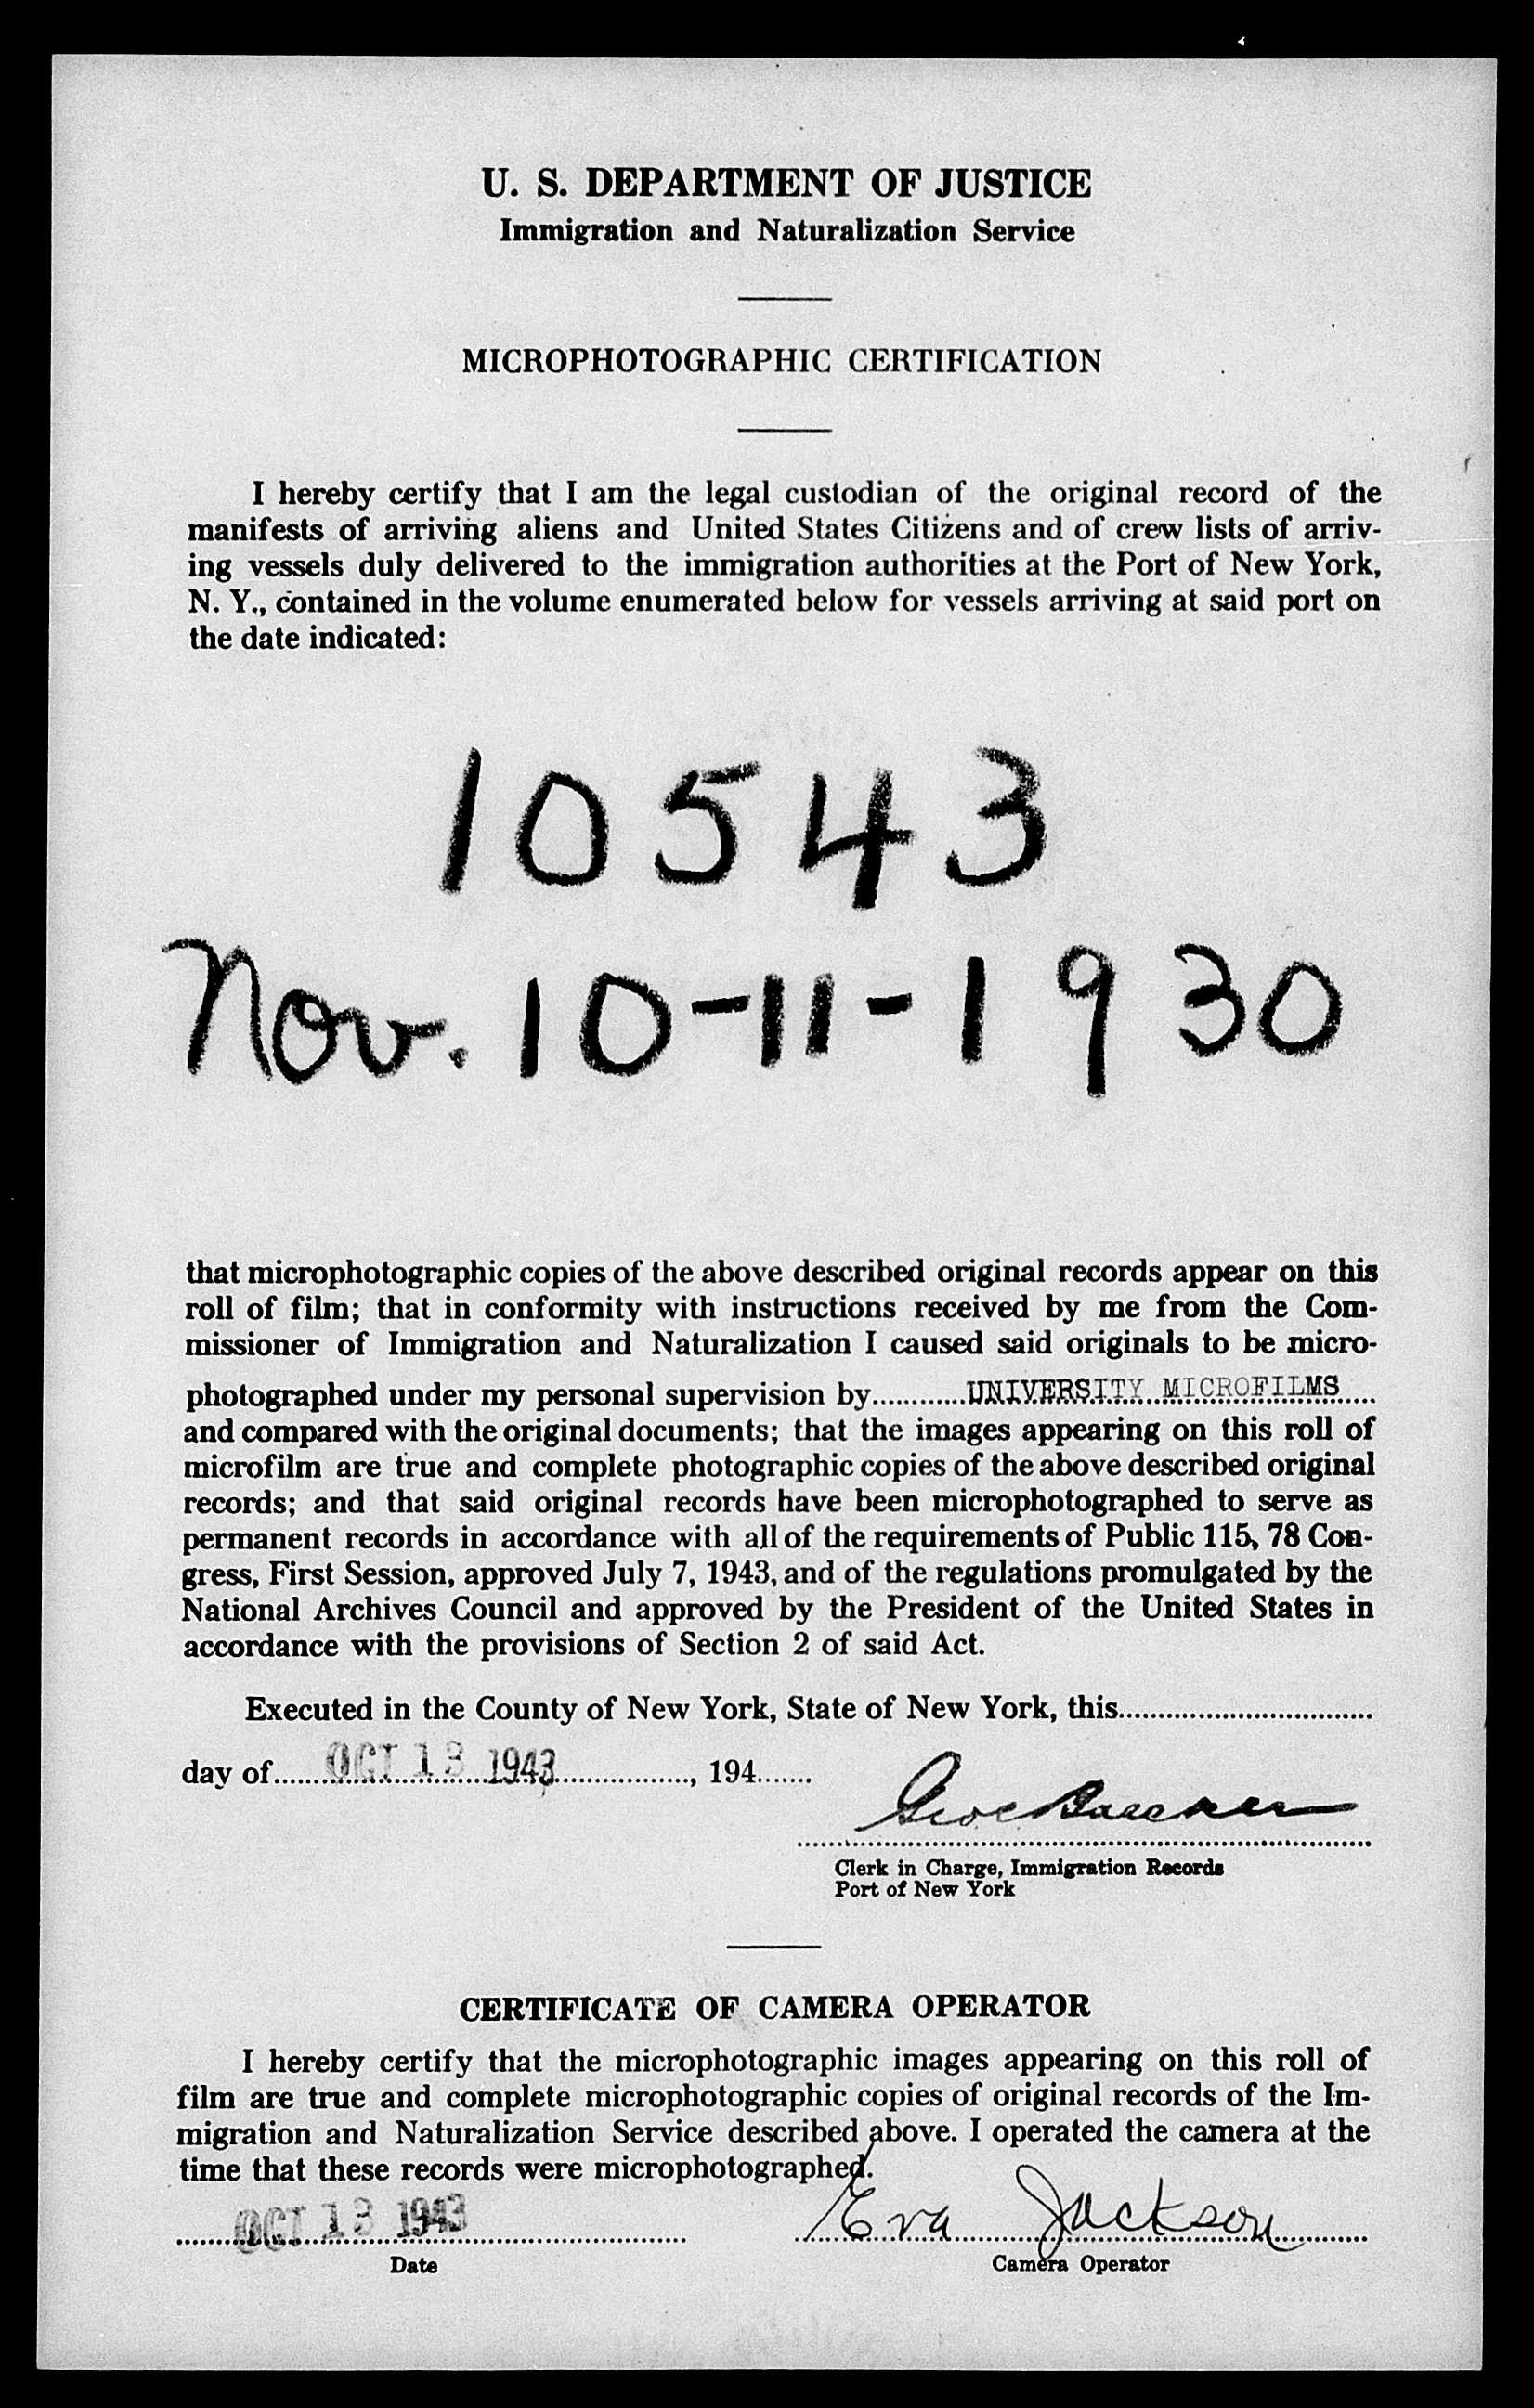 U. S. DEPARTMENT OF JUSTICE
Immigration and Naturalization Service
MICROPHOTOGRAPHIC CERTIFICATION
I hereby certify that I am the legal custodian of the original record of the
manifests of arriving aliens and United States Citizens and of crew lists of arriv-
ing vessels duly delivered to the immigration authorities at the Port of New York,
N. Y., contained in the volume enumerated below for vessels arriving at said port on
the date indicated:
10543
Nov. 10-11-1930
that microphotographic copies of the above described original records appear on this
roll of film; that in conformity with instructions received by me from the Com-
missioner of Immigration and Naturalization I caused said originals to be micro-
photographed under my personal supervision by............UNIVERSITY MICROFILMS....
and compared with the original documents; that the images appearing on this roll of
microfilm are true and complete photographic copies of the above described original
records; and that said original records have been microphotographed to serve as
permanent records in accordance with all of the requirements of Public 115, 78 Con-
gress, First Session, approved July 7, 1943, and of the regulations promulgated by the
National Archives Council and approved by the President of the United States in
accordance with the provisions of Section 2 of said Act.
Executed in the County of New York, State of New York, this................................
day of......OCT 13 1943................., 194.......
Clerk in Charge, Immigration Records
Port of New York
CERTIFICATE OF CAMERA OPERATOR
I hereby certify that the microphotographic images appearing on this roll of
film are true and complete microphotographic copies of original records of the Im-
migration and Naturalization Service described above. I operated the camera at the
time that these records were microphotographed.
OCT 13 1943 Eva Jackson
Date Camera Operator